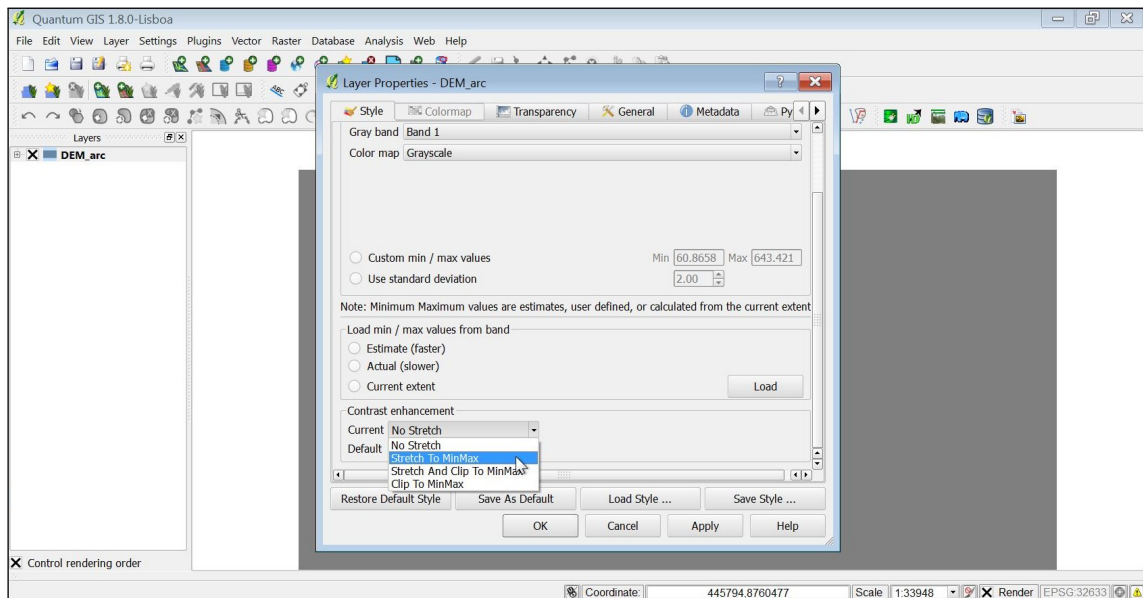 Quantum GIS 1.8.0-Lisboa
File Edit View Layer Settings Plugins Vector Raster Database Analysis Web Help
Layer Properties - DEM_arc
Style Colormap Transparency General Metadata Py
Layers
DEM_arc
Gray band Band 1
Color map Grayscale
Custom min / max values Min 60.8658 Max 643.421
Use standard deviation 2.00
Note: Minimum Maximum values are estimates, user defined, or calculated from the current extent
Load min / max values from band
Estimate (faster)
Actual (slower)
Current extent Load
Contrast enhancement
Current No Stretch
Default No Stretch
Stretch To MinMax
Stretch And Clip To MinMax
Clip To MinMax
Restore Default Style Save As Default Load Style ... Save Style ...
OK Cancel Apply Help
Control rendering order
Coordinate: 445794,8760477 Scale 1:33948 Render EPSG:32633